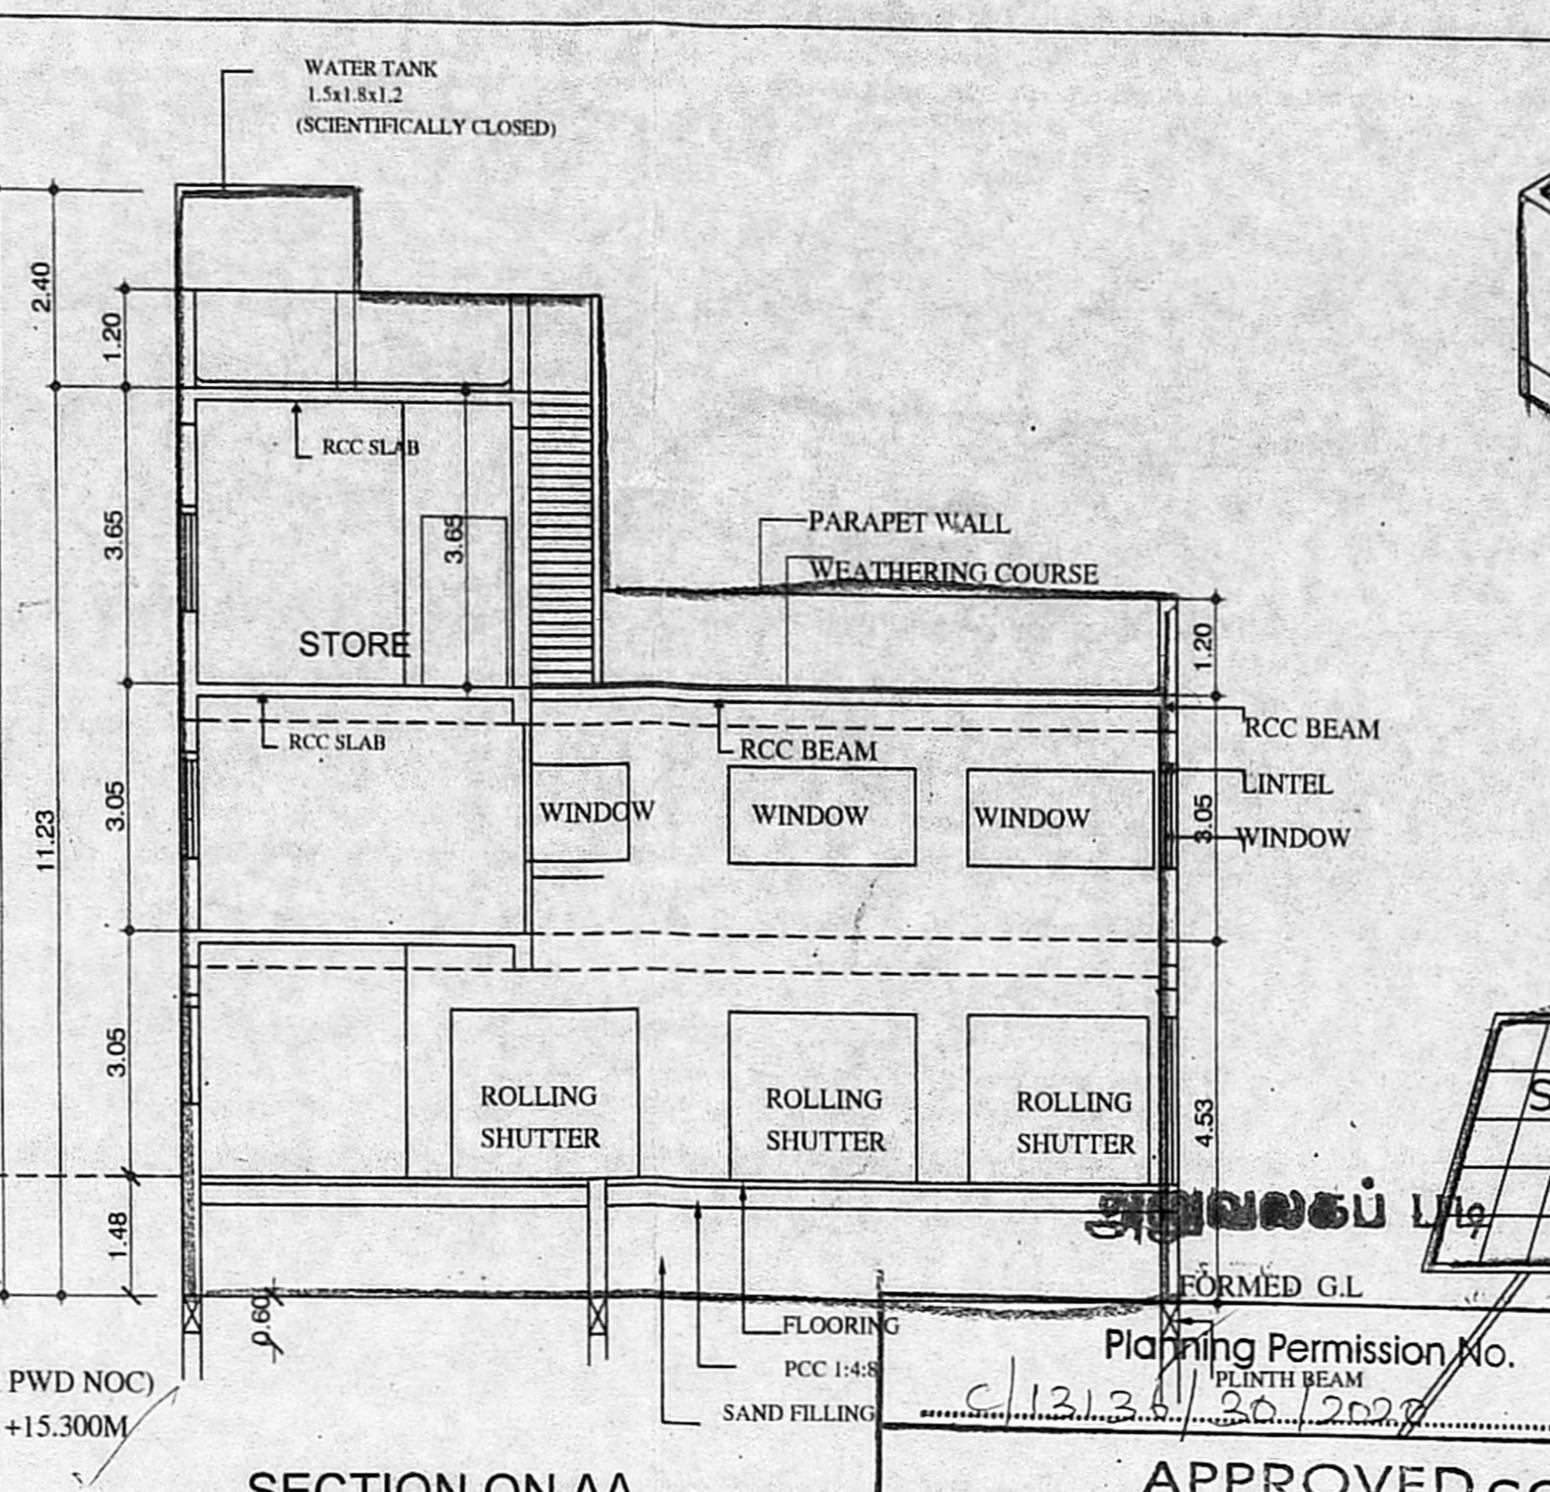 WATER TANK
1.5x1.8x1.2
(SCIENTIFICALLY CLOSED)
2.40
1.20
RCC SLAB
3.65
3.65
STORE
PARAPET WALL
WEATHERING COURSE
1.20
RCC SLAB
RCC BEAM
RCC BEAM
LINTEL
3.05
WINDOW
WINDOW
WINDOW
WINDOW
3.05
11.23
3.05
ROLLING
SHUTTER
ROLLING
SHUTTER
ROLLING
SHUTTER
4.53
1.48
அலுவலகப் படி
FORMED G.L
0.60
FLOORING
PCC 1:4:8
SAND FILLING
Planning Permission No.
PLINTH BEAM
C/13136/30/2020
PWD NOC)
+15.300M
SECTION ON AA
APPROVED